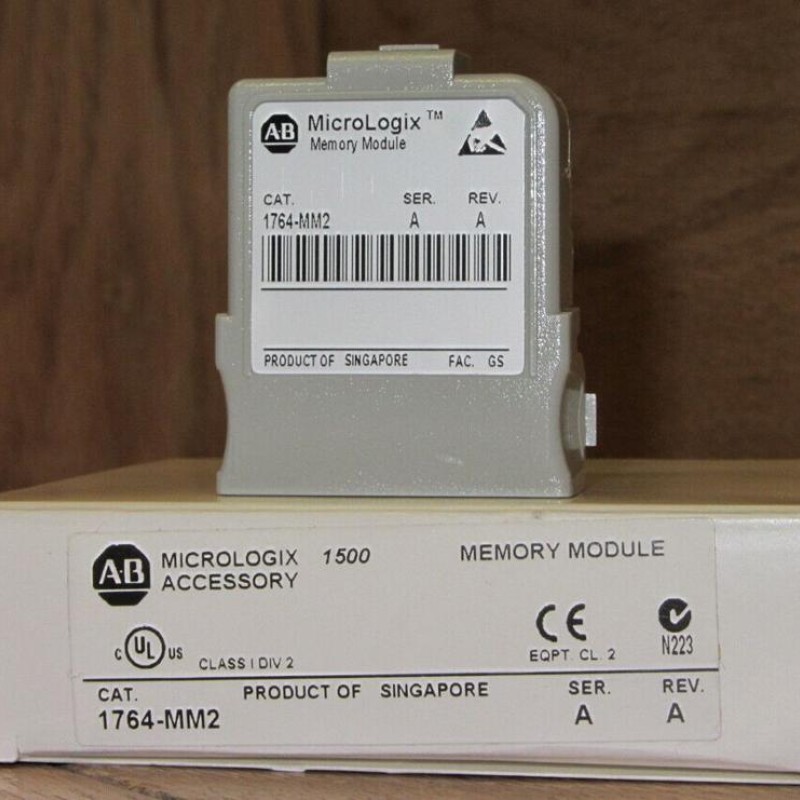 AB MicroLogix™
Memory Module
CAT. SER. REV.
1764-MM2 A A
PRODUCT OF SINGAPORE FAC. GS
A-B MICROLOGIX 1500 MEMORY MODULE
ACCESSORY
CE
C UL US CLASS I DIV 2 EQPT. CL. 2 N223
CAT. PRODUCT OF SINGAPORE SER. REV.
1764-MM2 A A